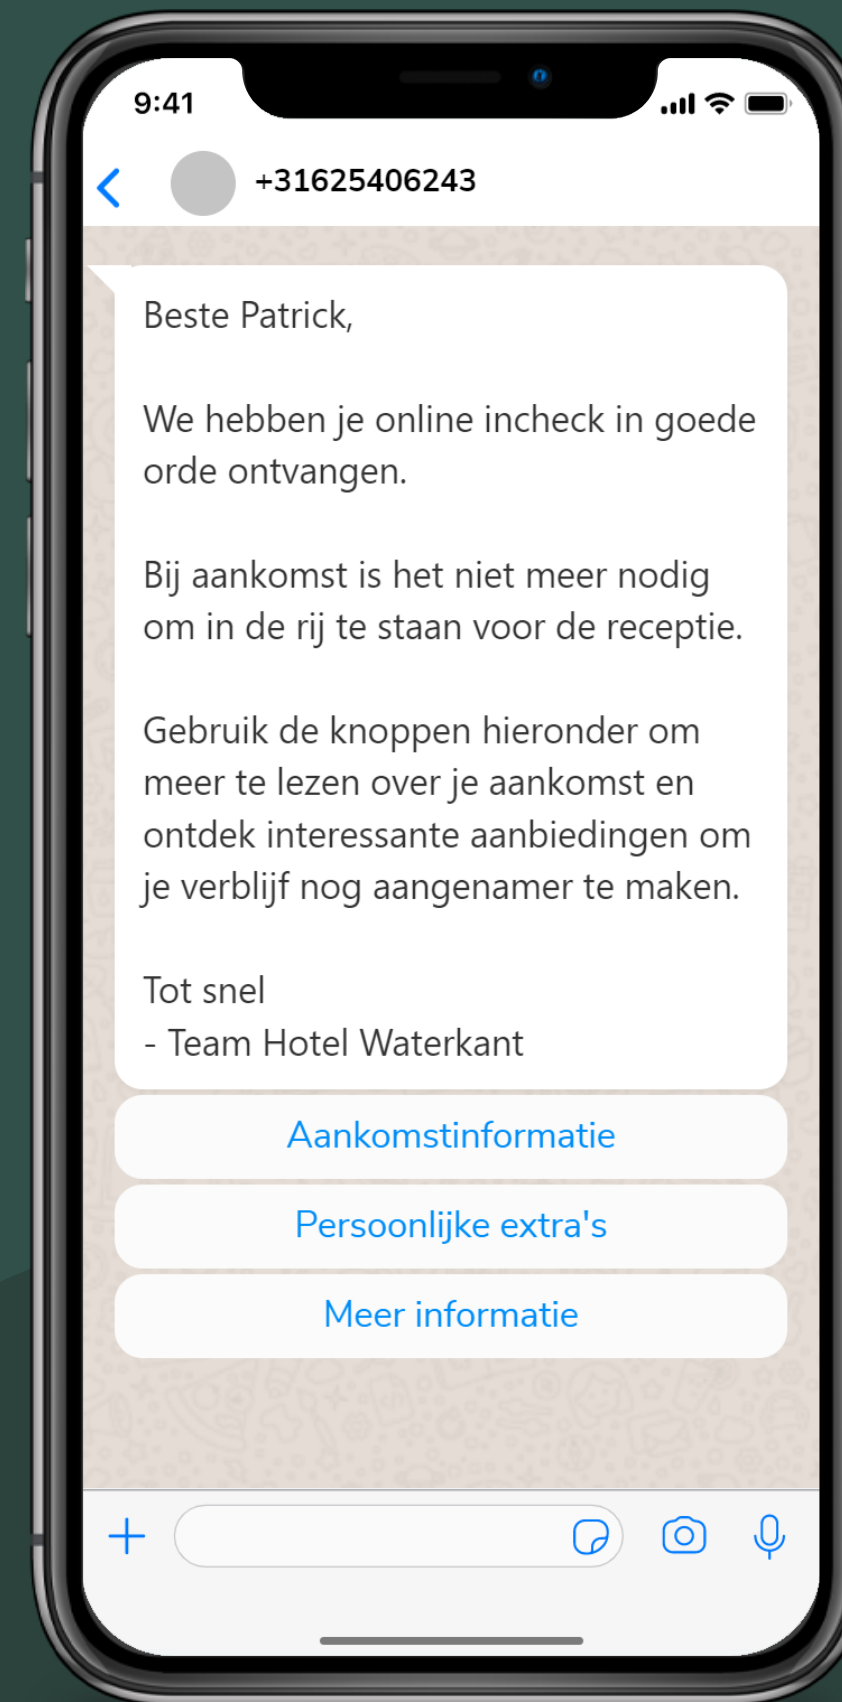 9:41
+31625406243
Beste Patrick,
We hebben je online incheck in goede
orde ontvangen.
Bij aankomst is het niet meer nodig
om in de rij te staan voor de receptie.
Gebruik de knoppen hieronder om
meer te lezen over je aankomst en
ontdek interessante aanbiedingen om
je verblijf nog aangenamer te maken.
Tot snel
- Team Hotel Waterkant
Aankomstinformatie
Persoonlijke extra's
Meer informatie